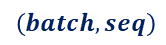 (batch, seq)